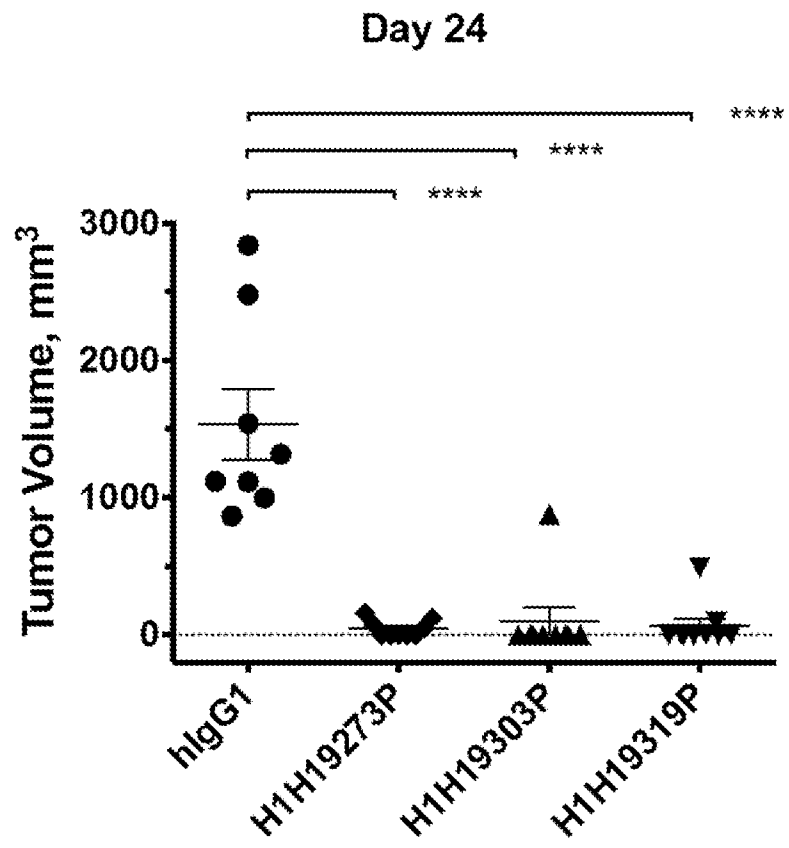 Day 24
****
****
****
Tumor Volume, mm³
3000
2000
1000
0
hIgG1
H1H19273P
H1H19303P
H1H19319P